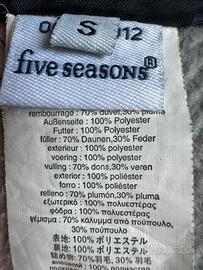 S
012
five seasons®
rembourrage: 70% duvet,30% pluma
Außenseite: 100% Polyester
Futter: 100% Polyester
füller: 70% Daunen, 30% Feder
exterieur: 100% Polyester
voering: 100% Polyester
vulling: 70% down, 30% veren
exterior: 100% poliéster
forro: 100% poliéster
relleno: 70% plumón, 30% pluma
εξωτερικό: 100% πολυεστέρας
φόδρα: 100% πολυεστέρας
γέμισμα: 70% κάλυμμα από πούπουλο,
30% πούπουλο
表地: 100% ポリエステル
裏地: 100% ポリエステル
詰め物: 70% 羽毛, 30% 羽